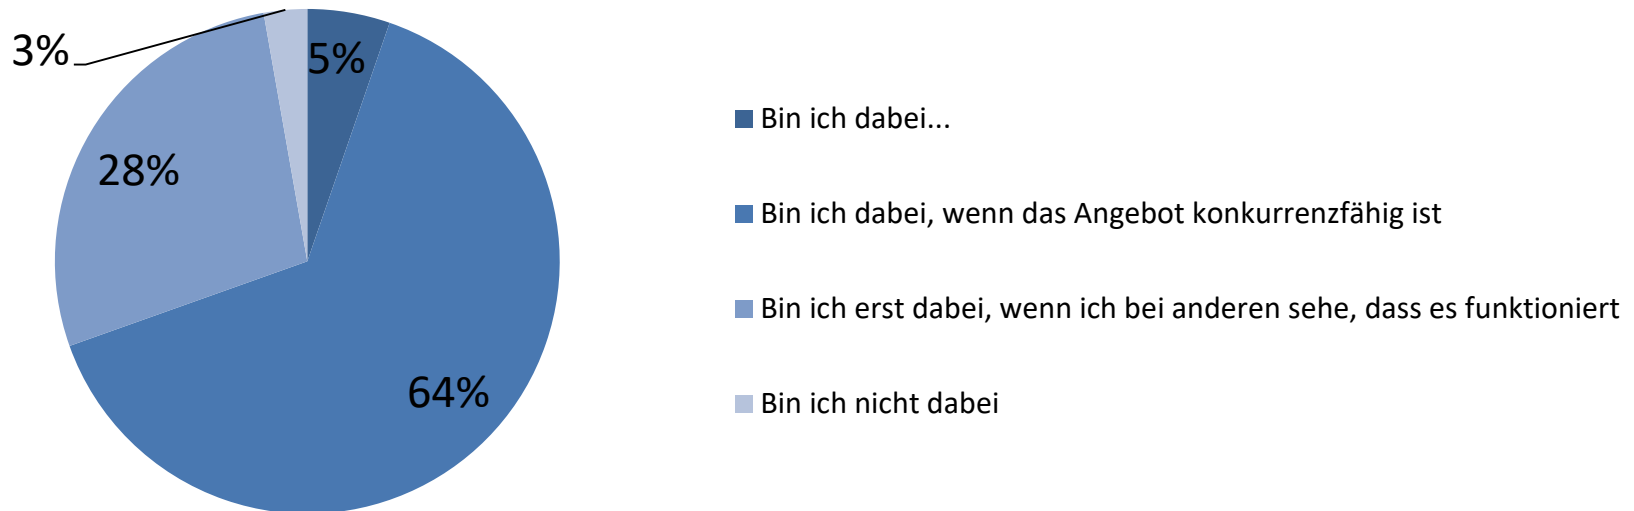 3%
5%
28%
64%
Bin ich dabei...
Bin ich dabei, wenn das Angebot konkurrenzfähig ist
Bin ich erst dabei, wenn ich bei anderen sehe, dass es funktioniert
Bin ich nicht dabei